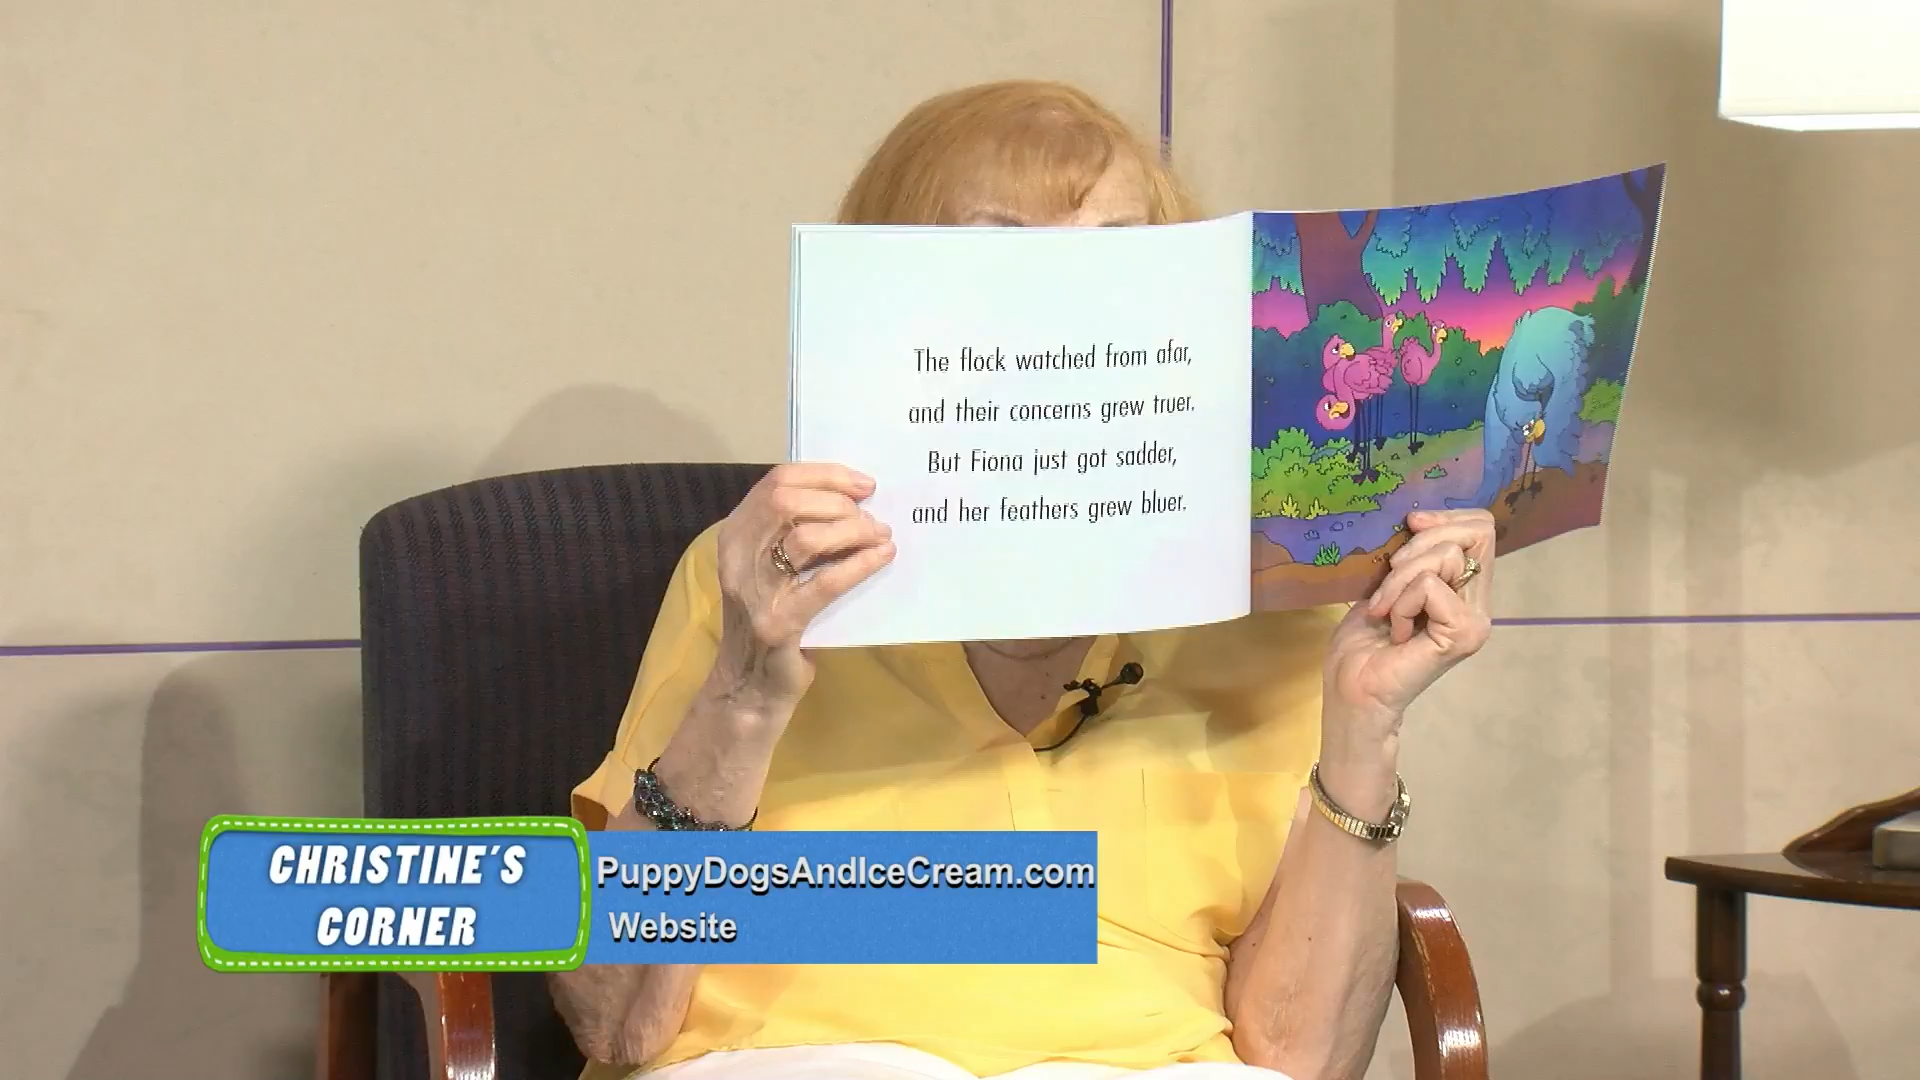 The flock watched from afar,
and their concerns grew truer.
But Fiona just got sadder,
and her feathers grew bluer.
CHRISTINE'S
CORNER
PuppyDogsAndIceCream.com
Website